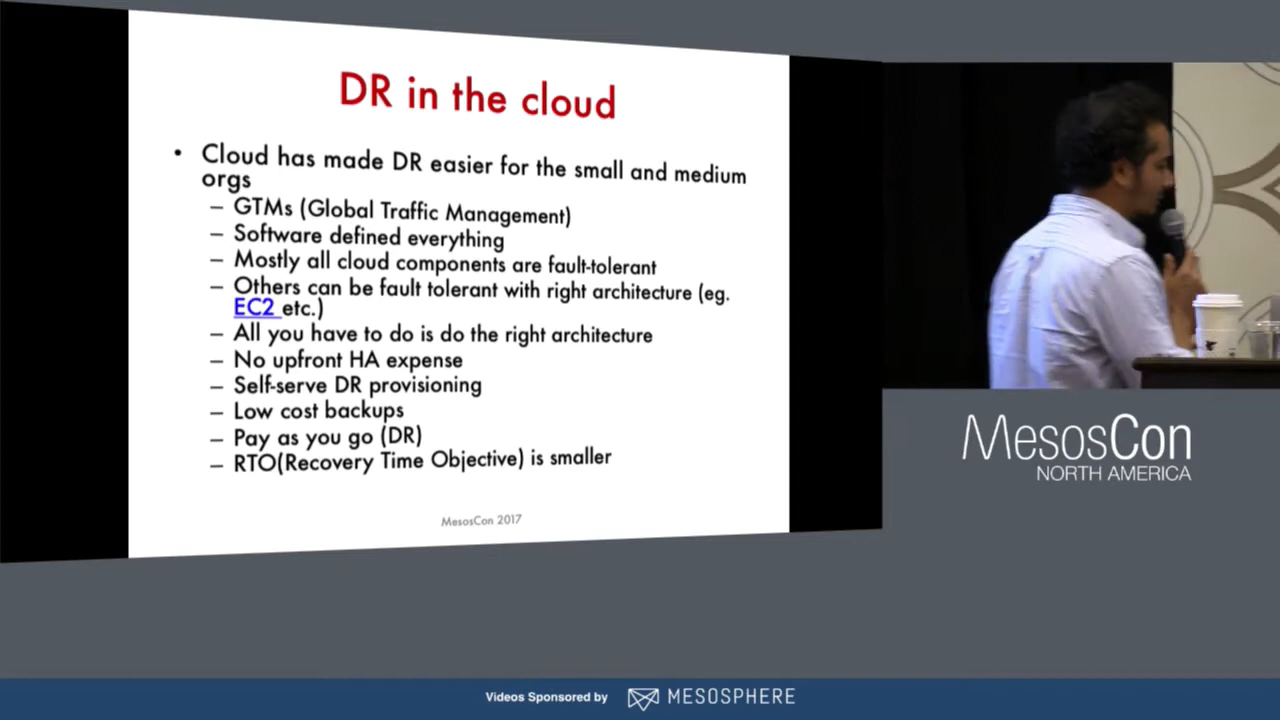 DR in the cloud
• Cloud has made DR easier for the small and medium
orgs
– GTMs (Global Traffic Management)
– Software defined everything
– Mostly all cloud components are fault-tolerant
– Others can be fault tolerant with right architecture (eg.
EC2 etc.)
– All you have to do is do the right architecture
– No upfront HA expense
– Self-serve DR provisioning
– Low cost backups
– Pay as you go (DR)
– RTO(Recovery Time Objective) is smaller
MesosCon 2017
MesosCon
NORTH AMERICA
Videos Sponsored by MESOSPHERE